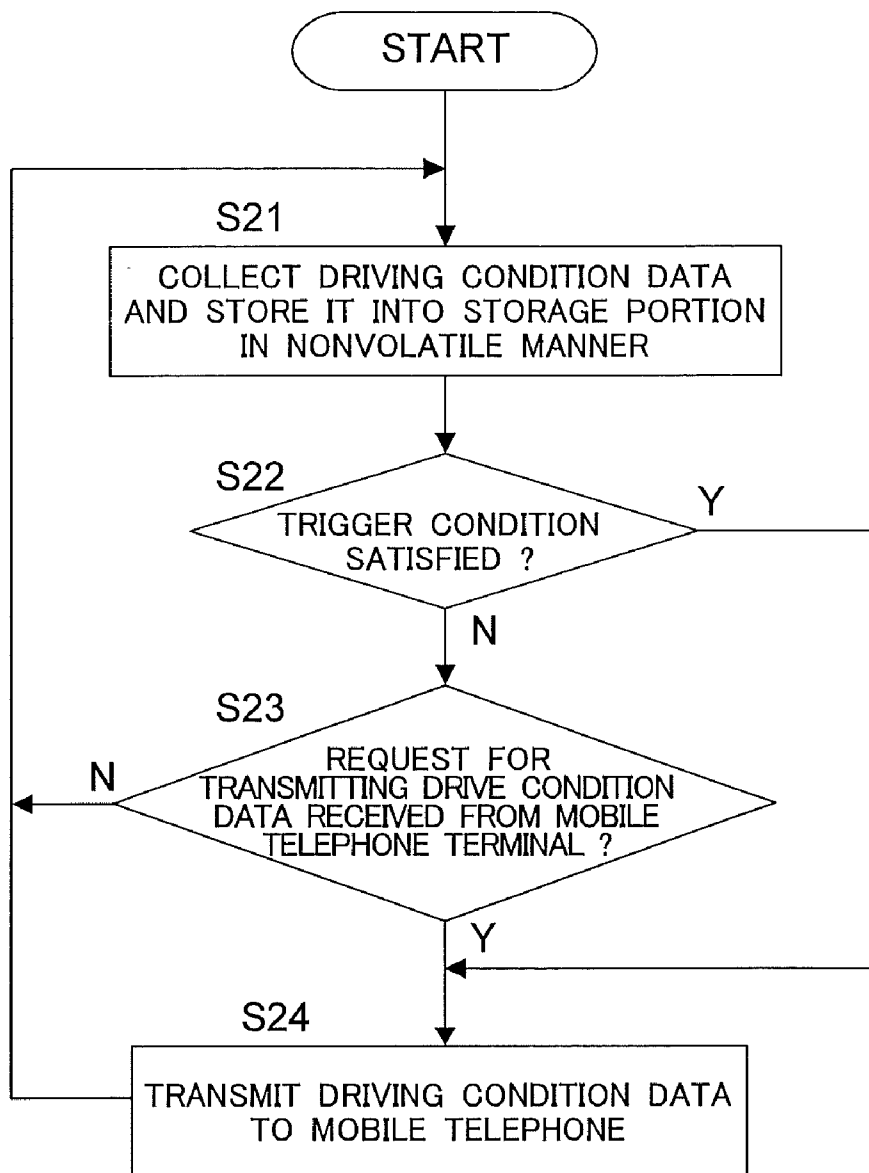 START
S21
COLLECT DRIVING CONDITION DATA
AND STORE IT INTO STORAGE PORTION
IN NONVOLATILE MANNER
S22
Y
TRIGGER CONDITION
SATISFIED ?
N
S23
N
REQUEST FOR
TRANSMITTING DRIVE CONDITION
DATA RECEIVED FROM MOBILE
TELEPHONE TERMINAL ?
Y
S24
TRANSMIT DRIVING CONDITION DATA
TO MOBILE TELEPHONE